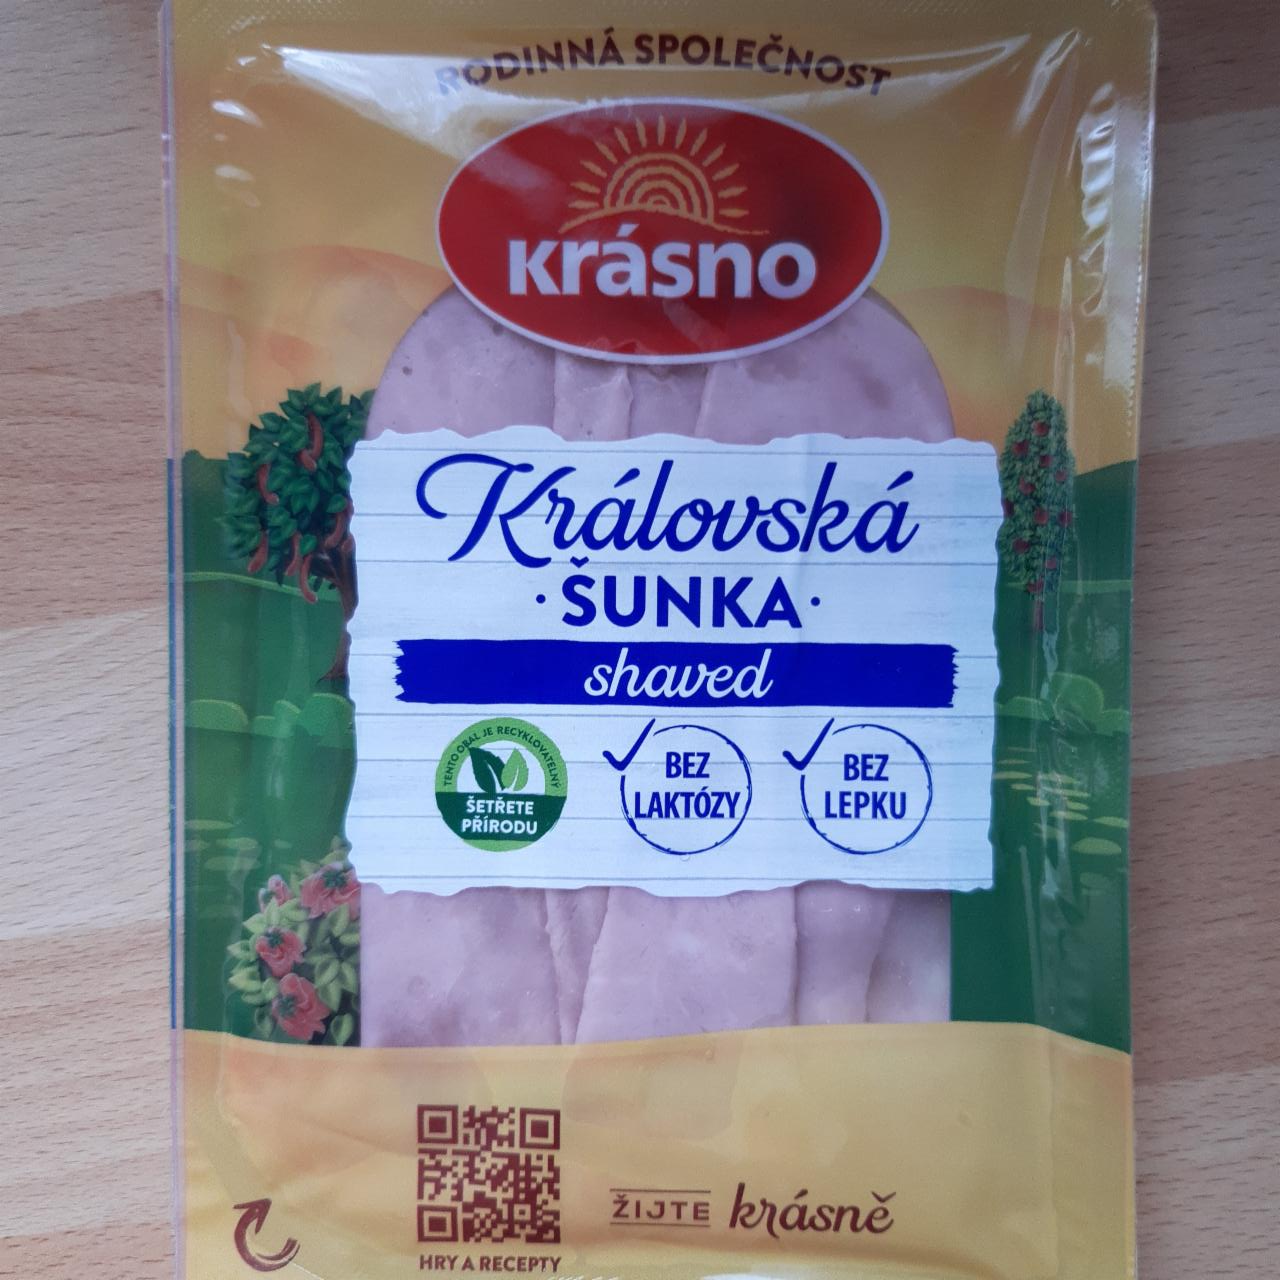 RODINNÁ SPOLEČNOST
krásno
Královská
·ŠUNKA·
shaved
TENTO OBAL JE RECYKLOVATELNÝ
ŠETŘETE
PŘÍRODU
BEZ
LAKTÓZY
BEZ
LEPKU
HRY A RECEPTY
ŽIJTE krásně